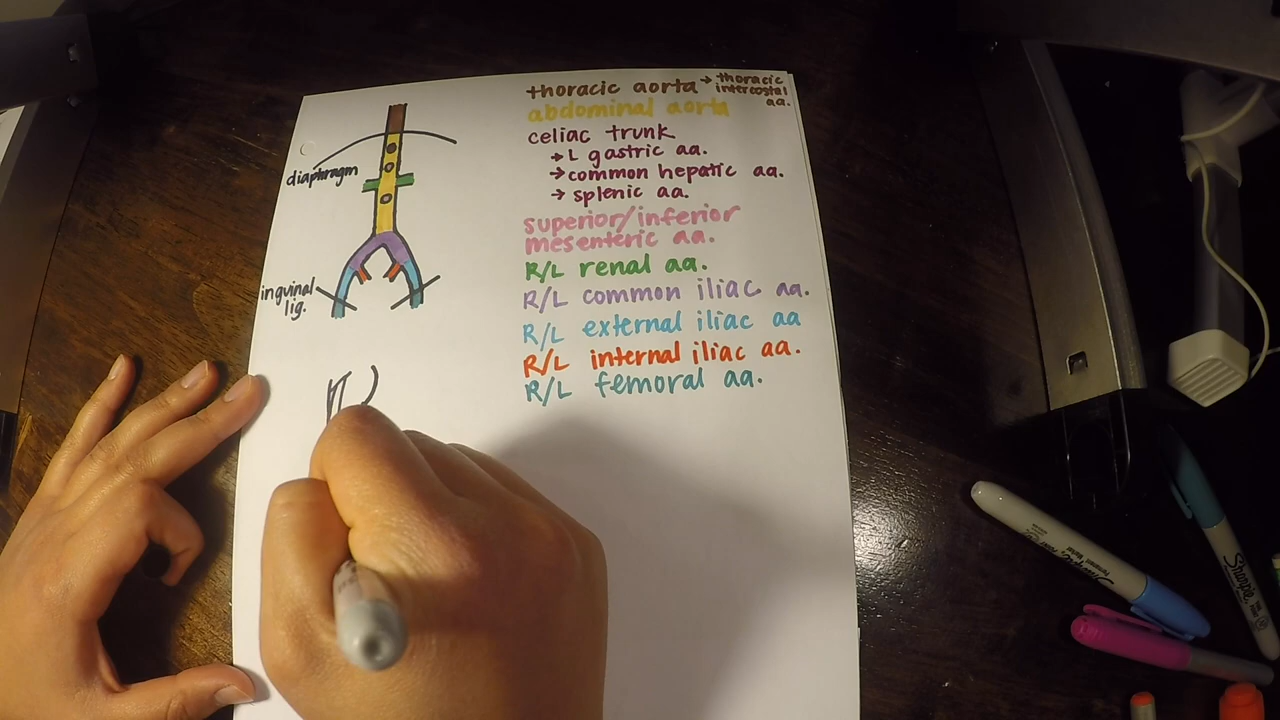 thoracic aorta → thoracic
intercostal
aa.
abdominal aorta
celiac trunk
→ L gastric aa.
→ common hepatic aa.
→ splenic aa.
superior/inferior
mesenteric aa.
R/L renal aa.
R/L common iliac aa.
R/L external iliac aa
R/L internal iliac aa.
R/L femoral aa.
diaphragm
inguinal
lig.
Sharpie